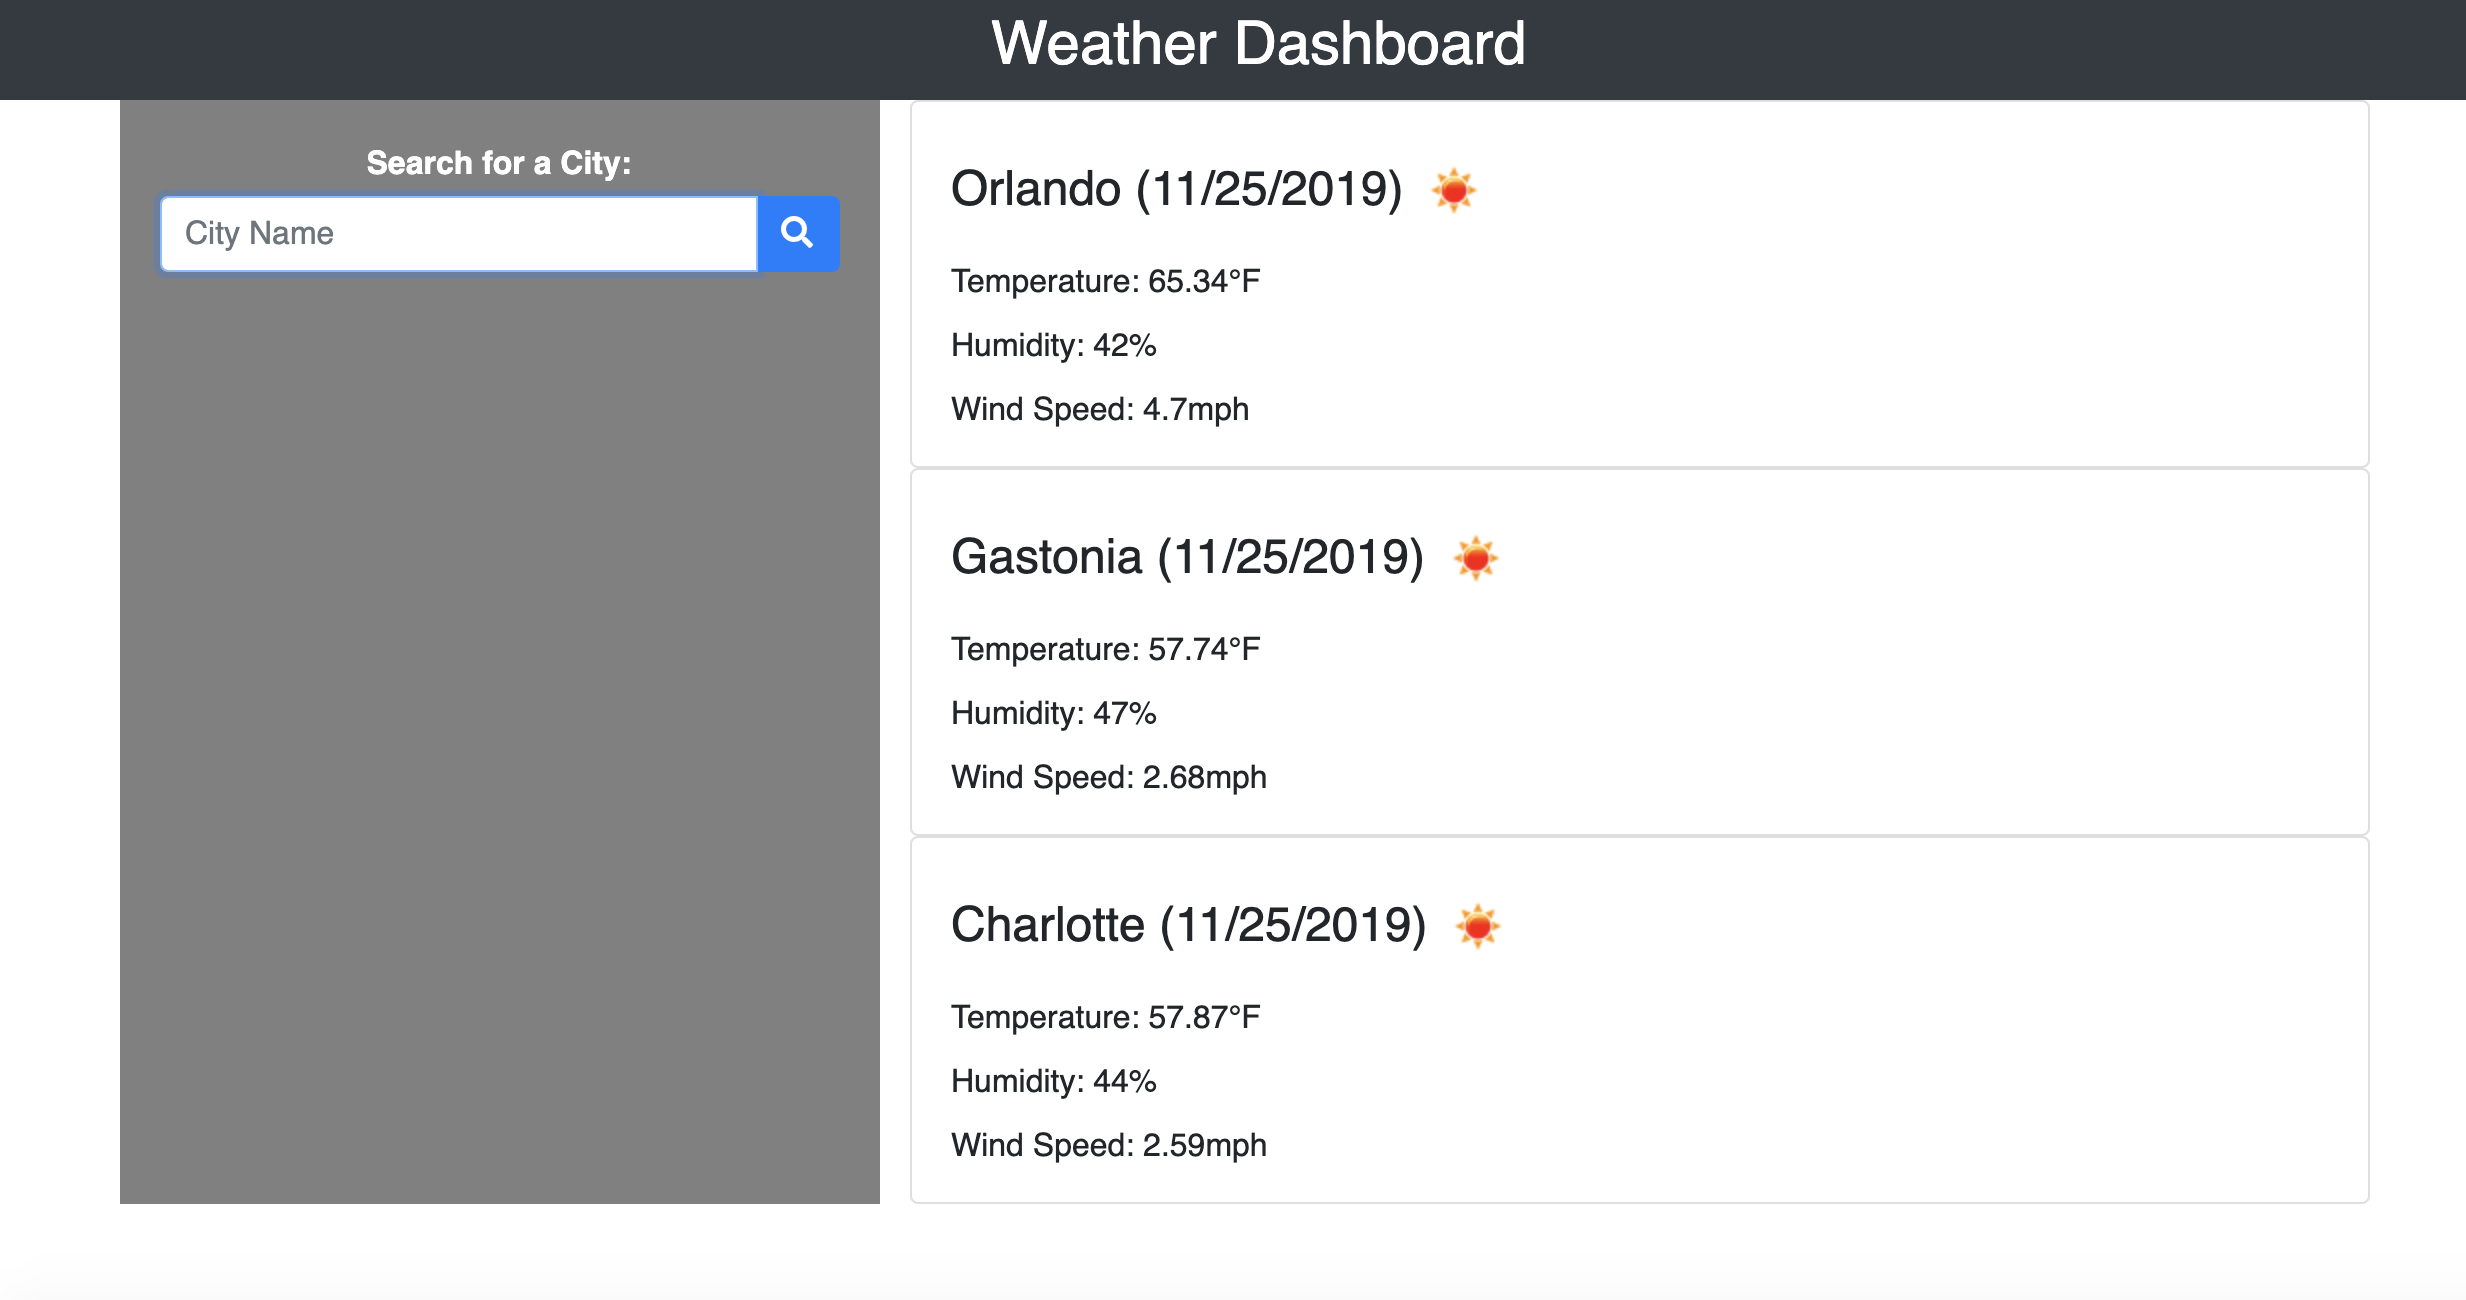 Weather Dashboard
Search for a City:
City Name
Orlando (11/25/2019)
Temperature: 65.34°F
Humidity: 42%
Wind Speed: 4.7mph
Gastonia (11/25/2019)
Temperature: 57.74°F
Humidity: 47%
Wind Speed: 2.68mph
Charlotte (11/25/2019)
Temperature: 57.87°F
Humidity: 44%
Wind Speed: 2.59mph